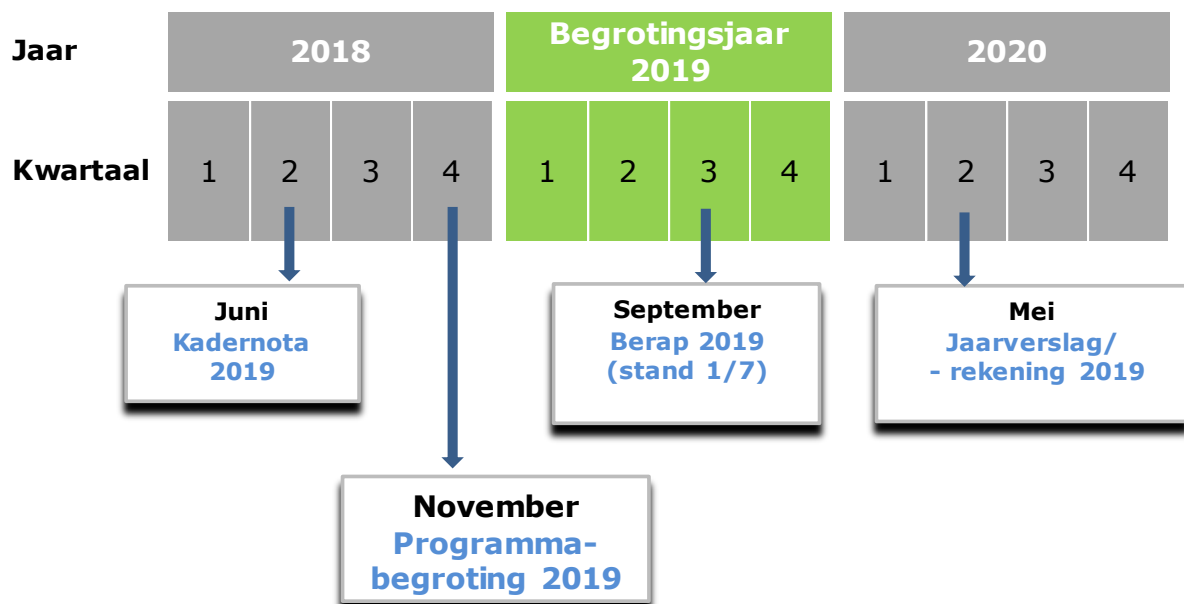 Jaar
2018
Begrotingsjaar
2019
2020
Kwartaal
1 2 3 4
1 2 3 4
1 2 3 4
Juni
Kadernota
2019
November
Programma-
begroting 2019
September
Berap 2019
(stand 1/7)
Mei
Jaarverslag/
- rekening 2019